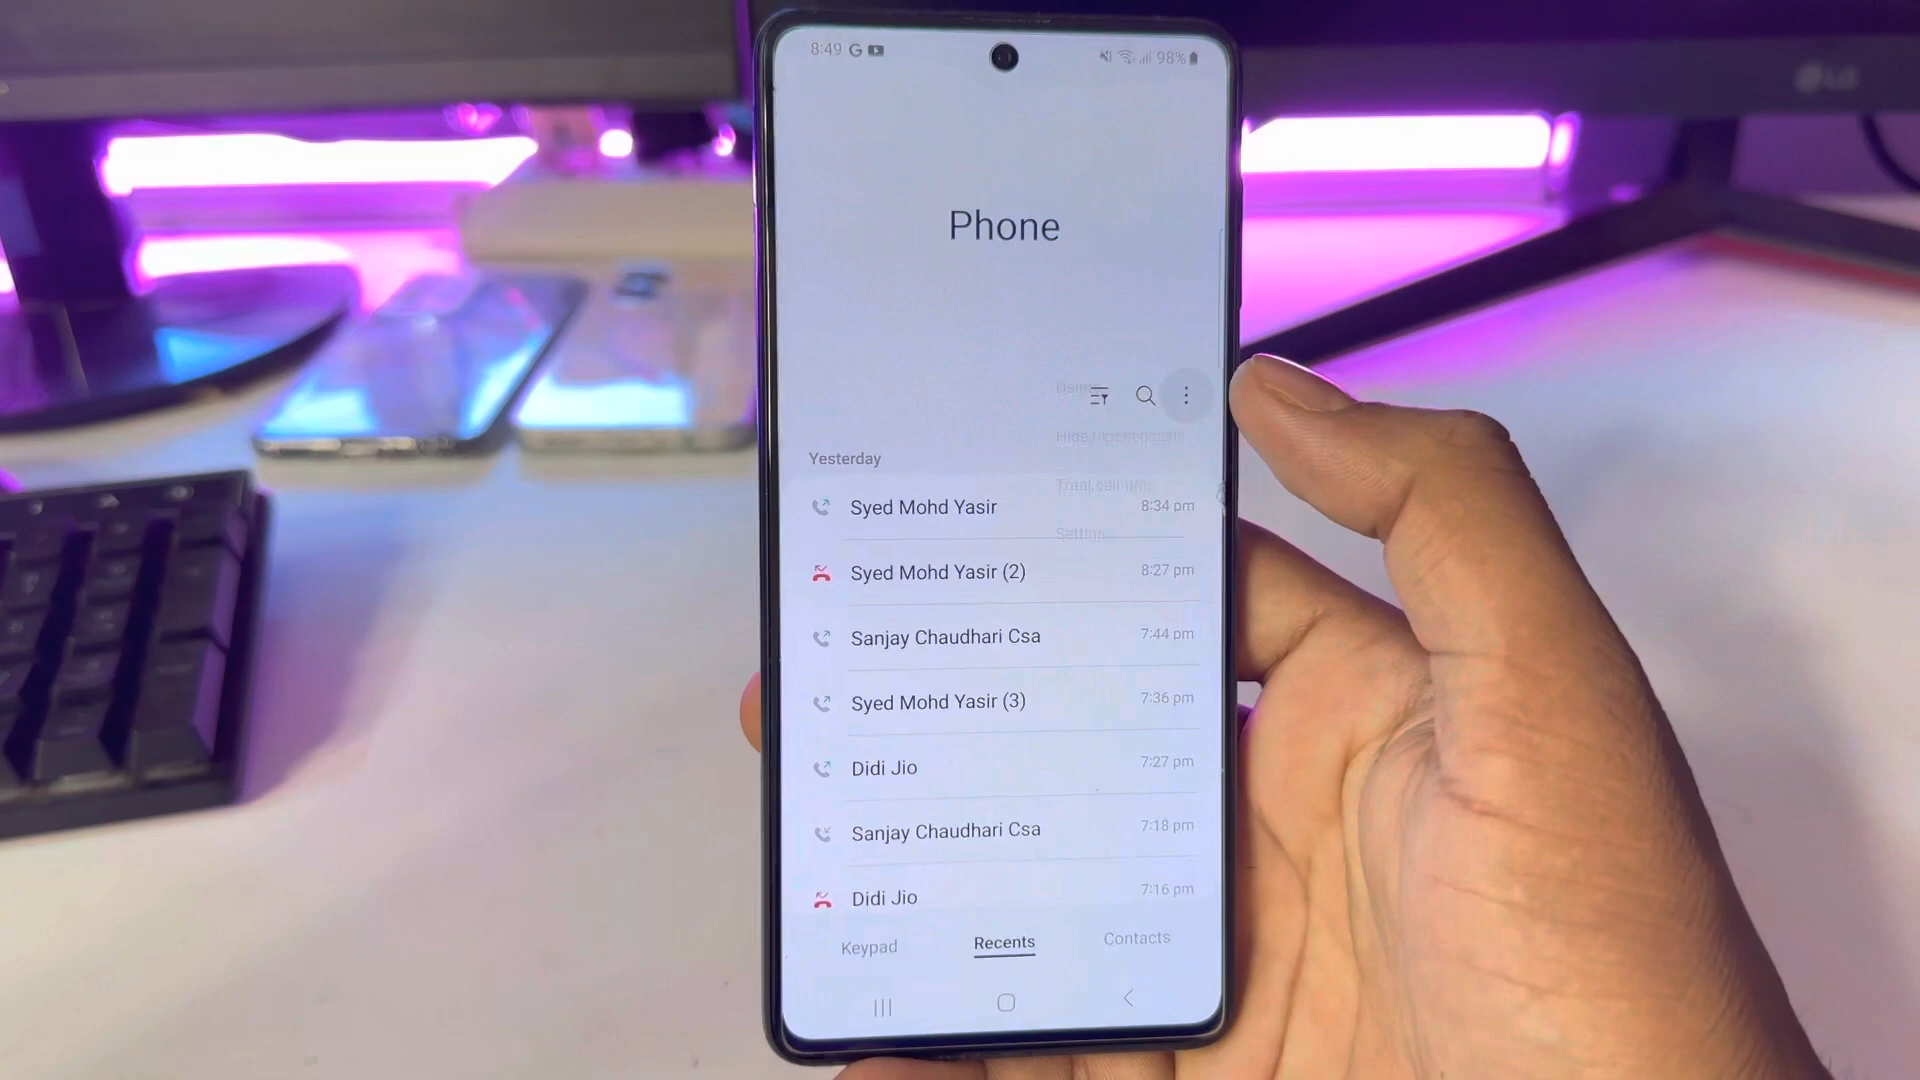 8:49 G
98%
LG
Phone
Yesterday
Syed Mohd Yasir 8:34 pm
Syed Mohd Yasir (2) 8:27 pm
Sanjay Chaudhari Csa 7:44 pm
Syed Mohd Yasir (3) 7:36 pm
Didi Jio 7:27 pm
Sanjay Chaudhari Csa 7:18 pm
Didi Jio 7:16 pm
Keypad Recents Contacts